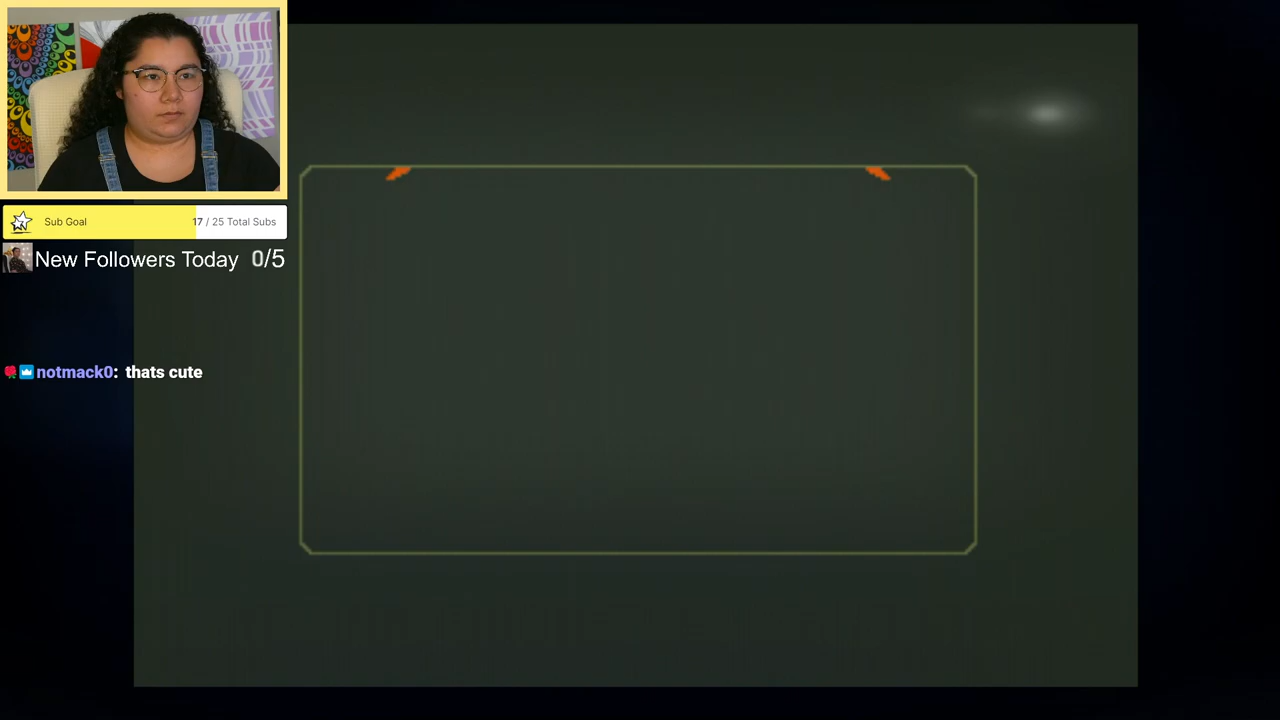 Sub Goal 17 / 25 Total Subs
New Followers Today 0/5
notmack0: thats cute